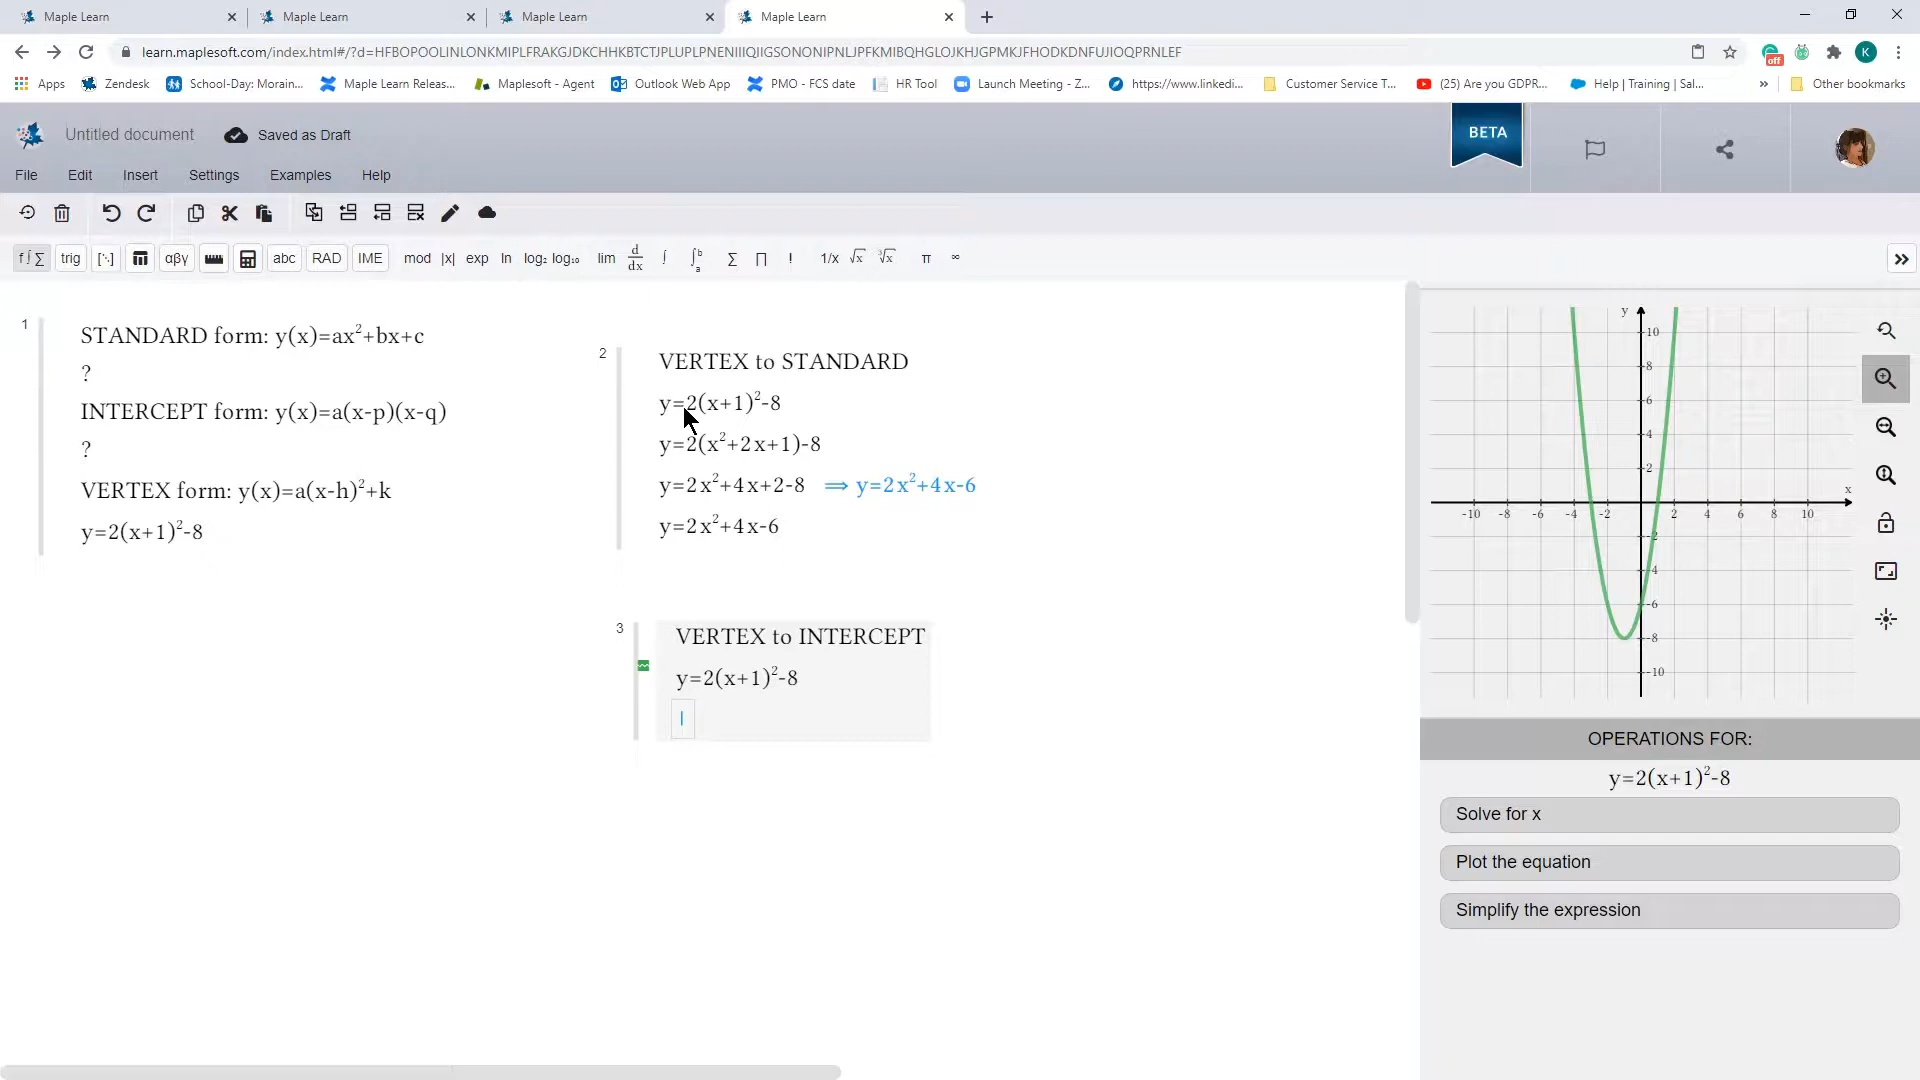 Maple Learn
Maple Learn
Maple Learn
Maple Learn
learn.maplesoft.com/index.html#/?d=HFBOPOOLINLONKMIPLFRAKGJDKCHHKBTCTJPLUPLPNENIIIQIJIGSONONIPNLJPFKMIBQHGLOJKHJGPMKJFHODKDNFUJIOQPRNLEF
off
K
Apps
Zendesk
School-Day: Morain...
Maple Learn Releas...
Maplesoft - Agent
Outlook Web App
PMO - FCS date
HR Tool
Launch Meeting - Z...
https://www.linkedi...
Customer Service T...
(25) Are you GDPR...
Help | Training | Sal...
»
Other bookmarks
Untitled document
Saved as Draft
BETA
File Edit Insert Settings Examples Help
f∫∑ trig [⋱] αβγ abc RAD IME mod |x| exp ln log₂ log₁₀ lim d/dx ∫ ∫ₐᵇ ∑ ∏ ! 1/x √x ³√x π ∞
1
STANDARD form: y(x)=ax²+bx+c
?
INTERCEPT form: y(x)=a(x-p)(x-q)
?
VERTEX form: y(x)=a(x-h)²+k
y=2(x+1)²-8
2
VERTEX to STANDARD
y=2(x+1)²-8
y=2(x²+2x+1)-8
y=2x²+4x+2-8 ⟹ y=2x²+4x-6
y=2x²+4x-6
3
VERTEX to INTERCEPT
y=2(x+1)²-8
y
10
8
6
4
2
x
-10 -8 -6 -4 -2 2 4 6 8 10
-2
-4
-6
-8
-10
OPERATIONS FOR:
y=2(x+1)²-8
Solve for x
Plot the equation
Simplify the expression